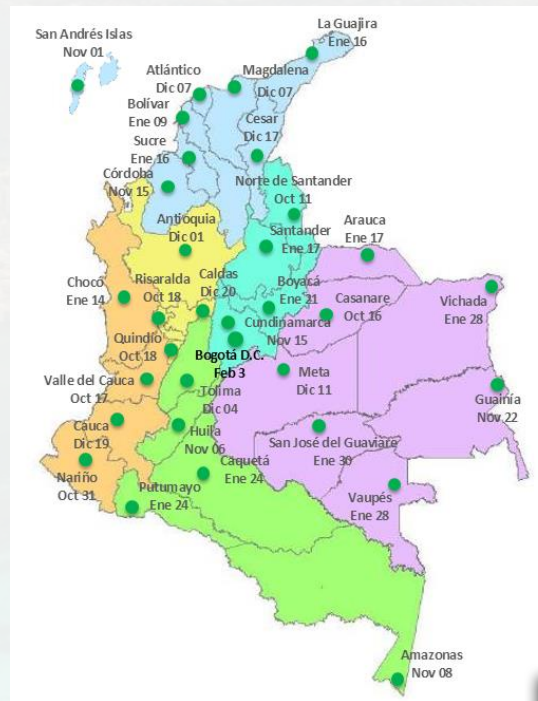 La Guajira
Ene 16
San Andrés Islas
Nov 01
Atlántico
Dic 07
Magdalena
Dic 07
Bolívar
Ene 09
Cesar
Dic 17
Sucre
Ene 16
Córdoba
Nov 15
Norte de Santander
Oct 11
Antioquia
Dic 01
Santander
Ene 17
Arauca
Ene 17
Chocó
Ene 14
Risaralda
Oct 18
Caldas
Dic 20
Boyacá
Ene 21
Casanare
Oct 16
Vichada
Ene 28
Cundinamarca
Nov 15
Quindío
Oct 18
Bogotá D.C.
Feb 3
Valle del Cauca
Oct 17
Tolima
Dic 04
Meta
Dic 11
Guainía
Nov 22
Cauca
Dic 19
Huila
Nov 06
San José del Guaviare
Ene 30
Nariño
Oct 31
Caquetá
Ene 24
Putumayo
Ene 24
Vaupés
Ene 28
Amazonas
Nov 08